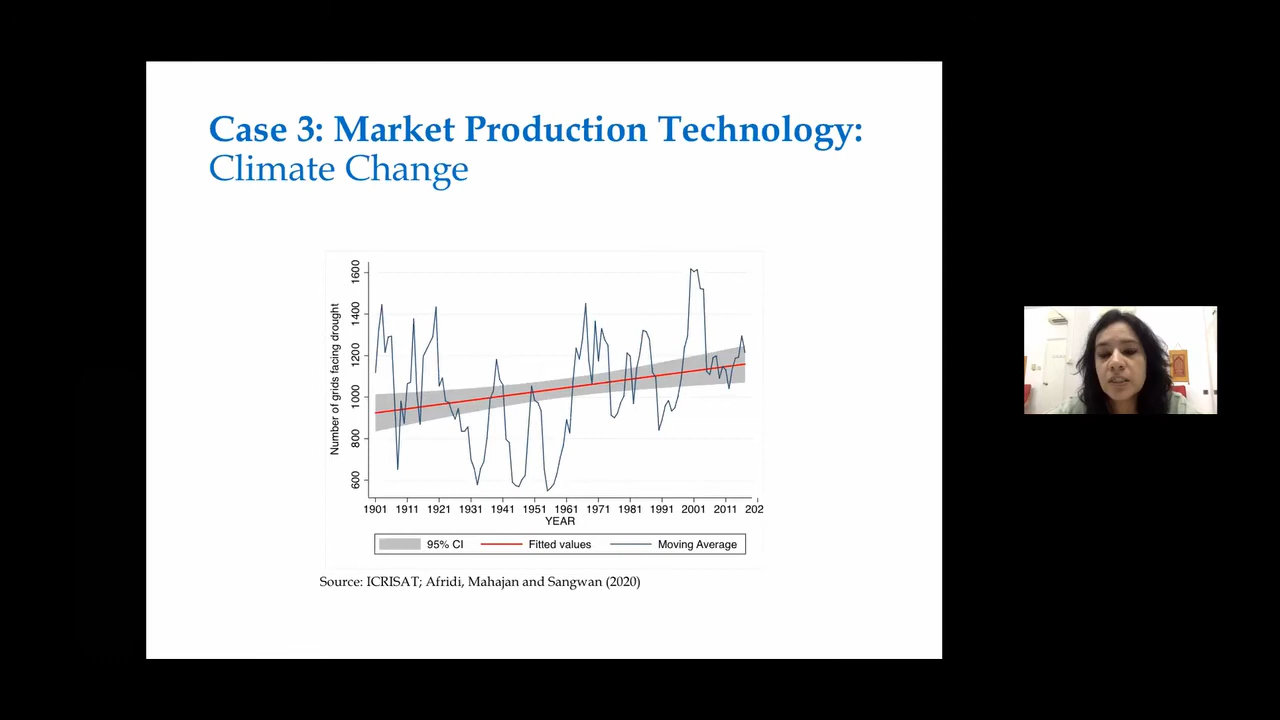 Case 3: Market Production Technology:
Climate Change
Number of grids facing drought
1600
1400
1200
1000
800
600
1901 1911 1921 1931 1941 1951 1961 1971 1981 1991 2001 2011 202
YEAR
95% CI Fitted values Moving Average
Source: ICRISAT; Afridi, Mahajan and Sangwan (2020)